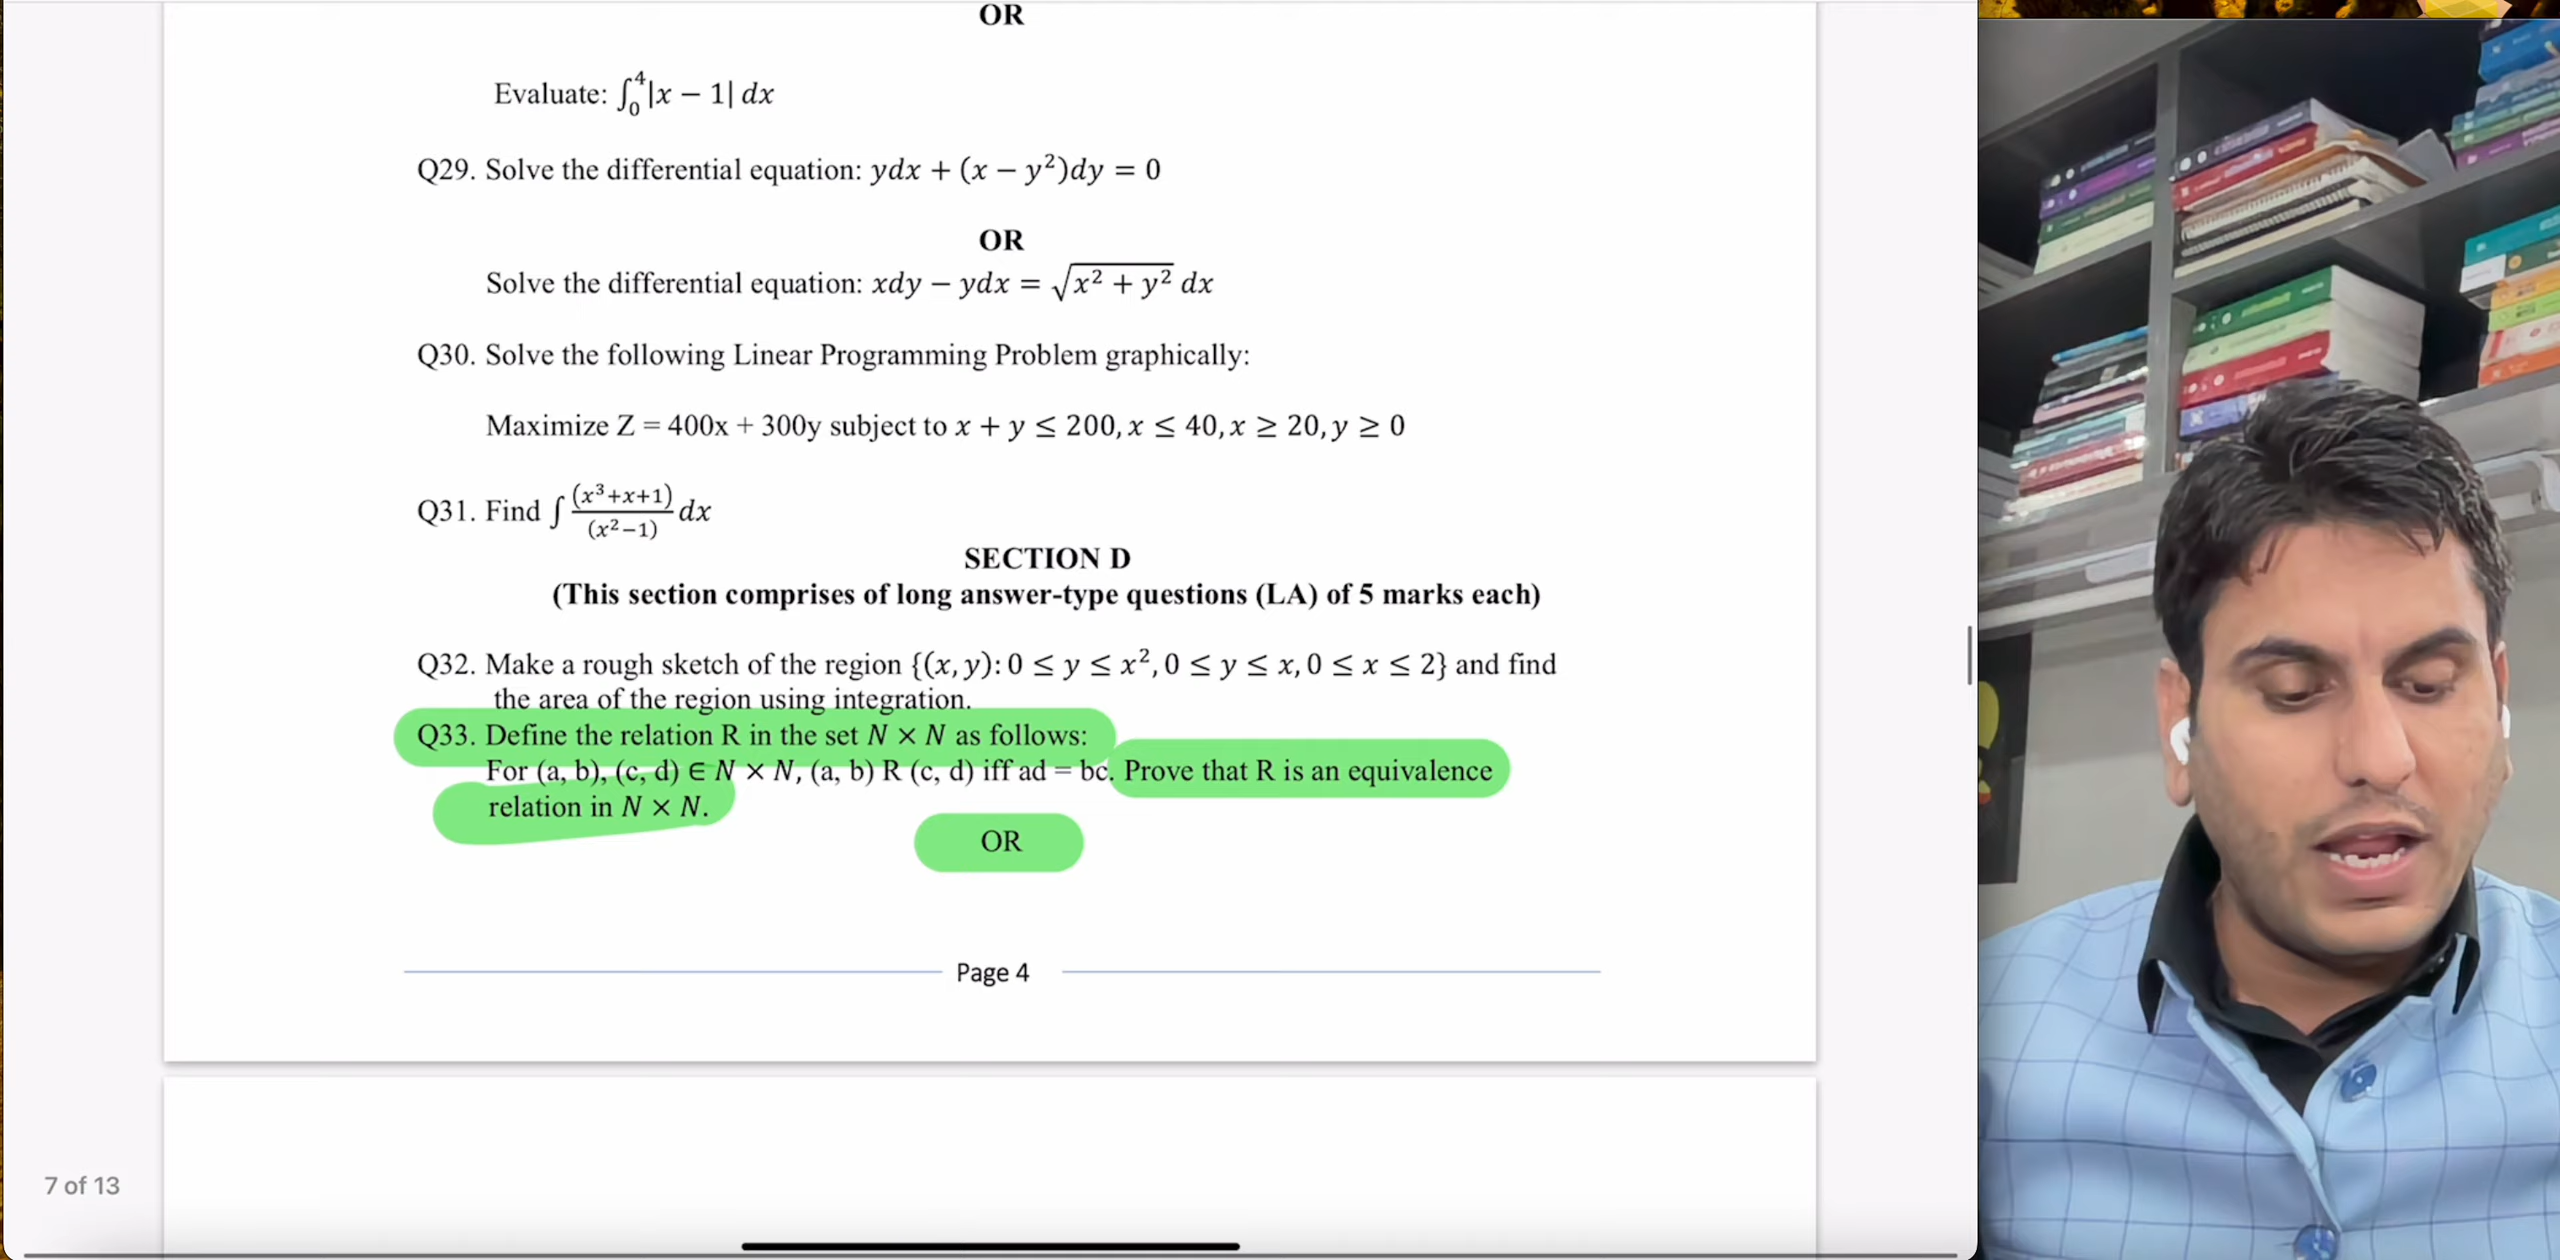 OR
Evaluate: ∫₀⁴|x − 1| dx
Q29. Solve the differential equation: ydx + (x − y²)dy = 0
OR
Solve the differential equation: xdy − ydx = √(x² + y²) dx
Q30. Solve the following Linear Programming Problem graphically:
Maximize Z = 400x + 300y subject to x + y ≤ 200, x ≤ 40, x ≥ 20, y ≥ 0
Q31. Find ∫ (x³+x+1)/(x²−1) dx
SECTION D
(This section comprises of long answer-type questions (LA) of 5 marks each)
Q32. Make a rough sketch of the region {(x, y): 0 ≤ y ≤ x², 0 ≤ y ≤ x, 0 ≤ x ≤ 2} and find
the area of the region using integration.
Q33. Define the relation R in the set N × N as follows:
For (a, b), (c, d) ∈ N × N, (a, b) R (c, d) iff ad = bc. Prove that R is an equivalence
relation in N × N.
OR
Page 4
7 of 13